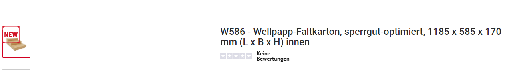 NEW
W586 - Wellpapp-Faltkarton, sperrgut-optimiert, 1185 x 585 x 170
mm (L x B x H) innen
Keine
Bewertungen